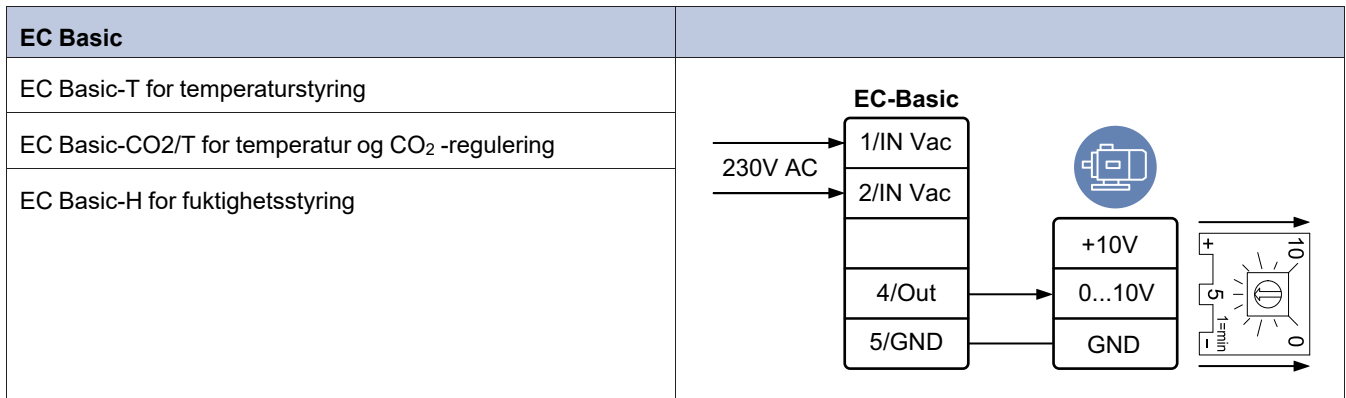 EC Basic
EC Basic-T for temperaturstyring
EC Basic-CO2/T for temperatur og CO₂ -regulering
EC Basic-H for fuktighetsstyring
EC-Basic
230V AC
1/IN Vac
2/IN Vac
4/Out
5/GND
+10V
0...10V
GND
+
5
-
1=min
10
0